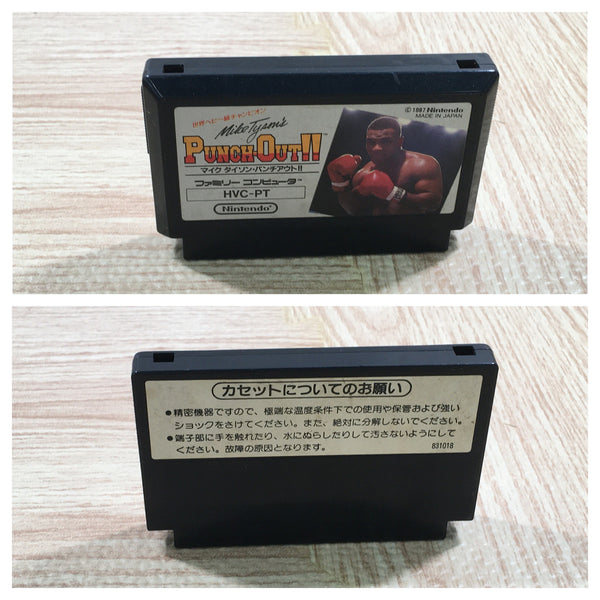 世界ヘビー級チャンピオン
Mike Tyson's
PUNCH-OUT!!
マイク タイソン・パンチアウト!!
ファミリー コンピュータ™
HVC-PT
Nintendo®
© 1987 Nintendo
MADE IN JAPAN
カセットについてのお願い
●精密機器ですので、極端な温度条件下での使用や保管および強い
ショックをさけてください。また、絶対に分解しないでください。
●端子部に手を触れたり、水にぬらしたりして汚さないようにして
ください。故障の原因となります。
831018